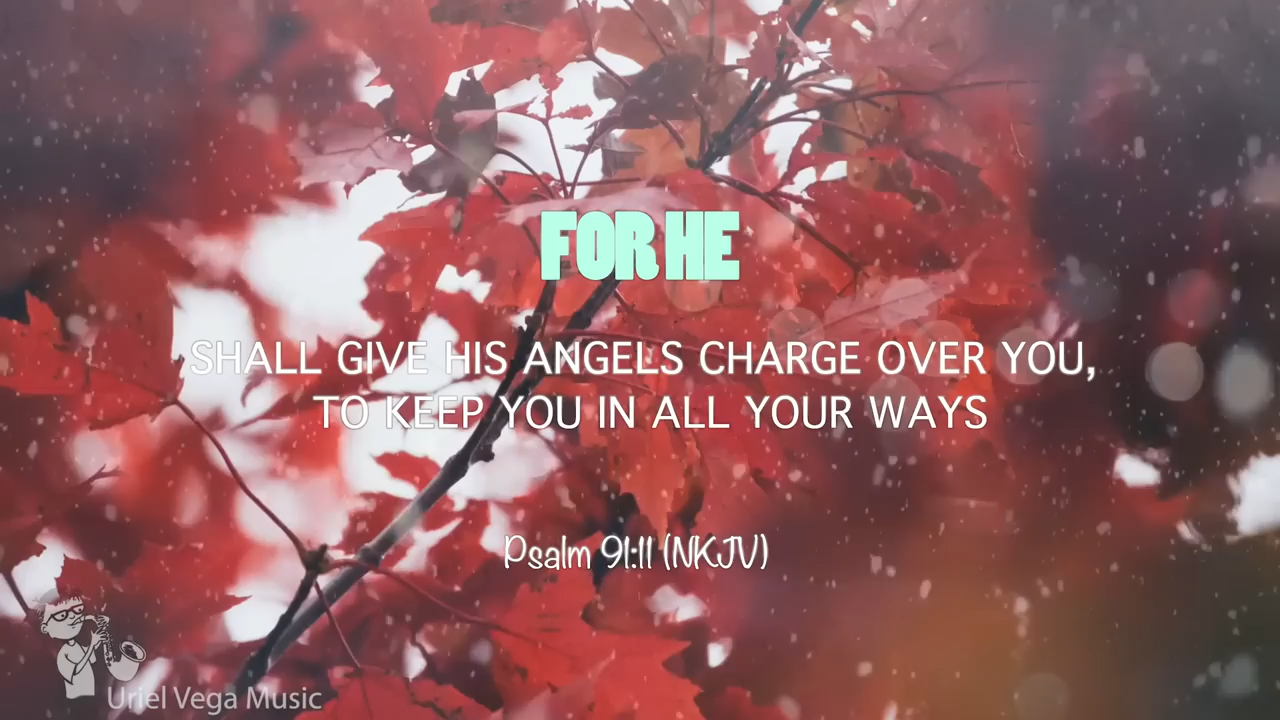 FOR HE
SHALL GIVE HIS ANGELS CHARGE OVER YOU,
TO KEEP YOU IN ALL YOUR WAYS
Psalm 91:11 (NKJV)
Uriel Vega Music